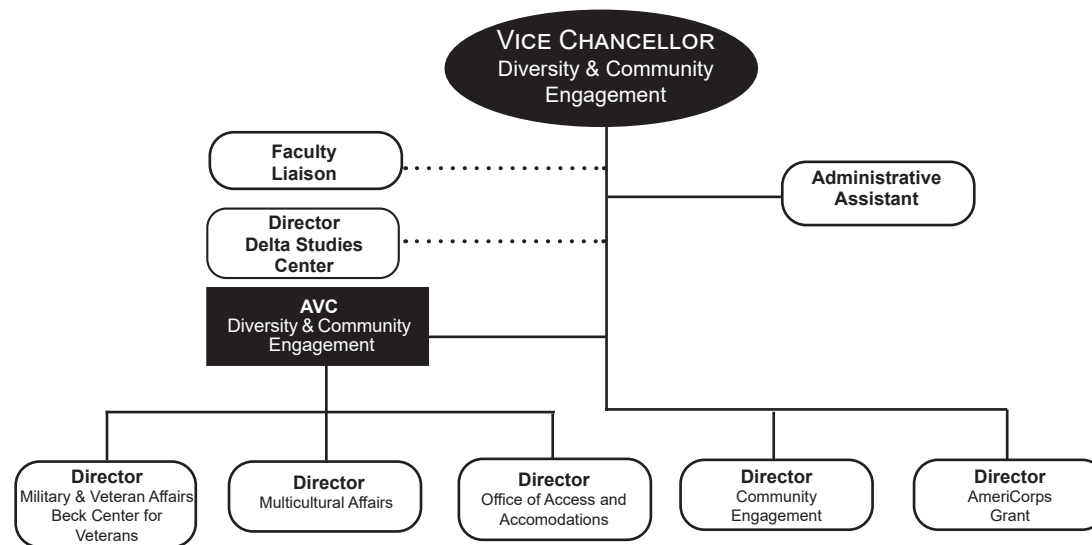 VICE CHANCELLOR
Diversity & Community
Engagement
Faculty
Liaison
Administrative
Assistant
Director
Delta Studies
Center
AVC
Diversity & Community
Engagement
Director
Military & Veteran Affairs
Beck Center for
Veterans
Director
Multicultural Affairs
Director
Office of Access and
Accomodations
Director
Community
Engagement
Director
AmeriCorps
Grant